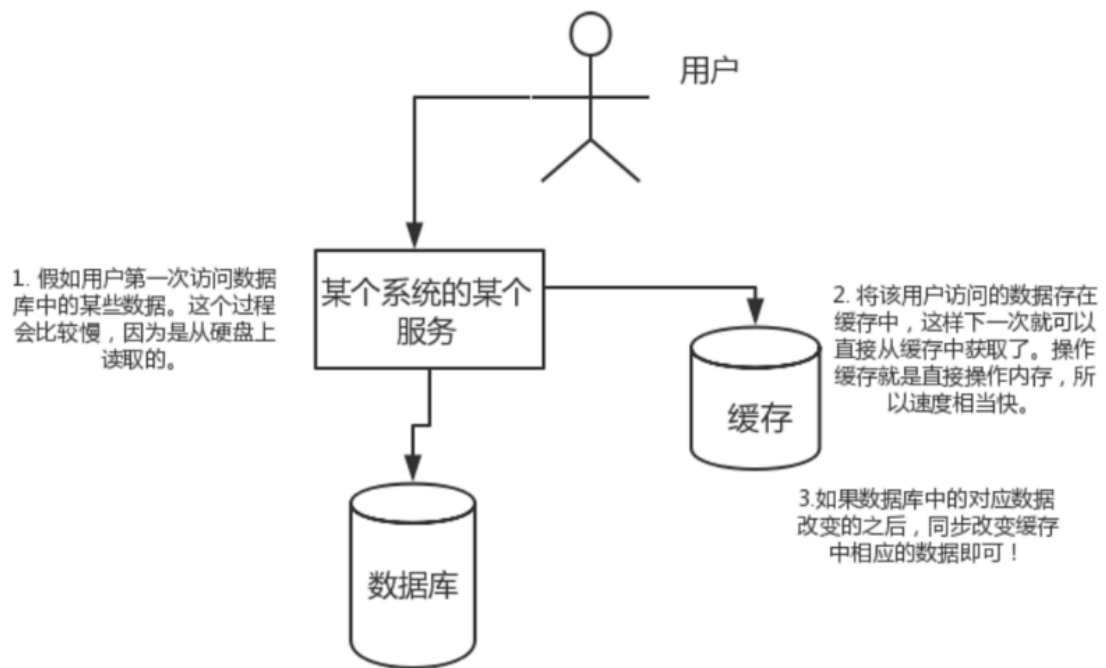 用户
1. 假如用户第一次访问数据
库中的某些数据。这个过程
会比较慢，因为是从硬盘上
读取的。
某个系统的某个
服务
2. 将该用户访问的数据存在
缓存中，这样下一次就可以
直接从缓存中获取了。操作
缓存就是直接操作内存，所
以速度相当快。
缓存
3.如果数据库中的对应数据
改变的之后，同步改变缓存
中相应的数据即可！
数据库